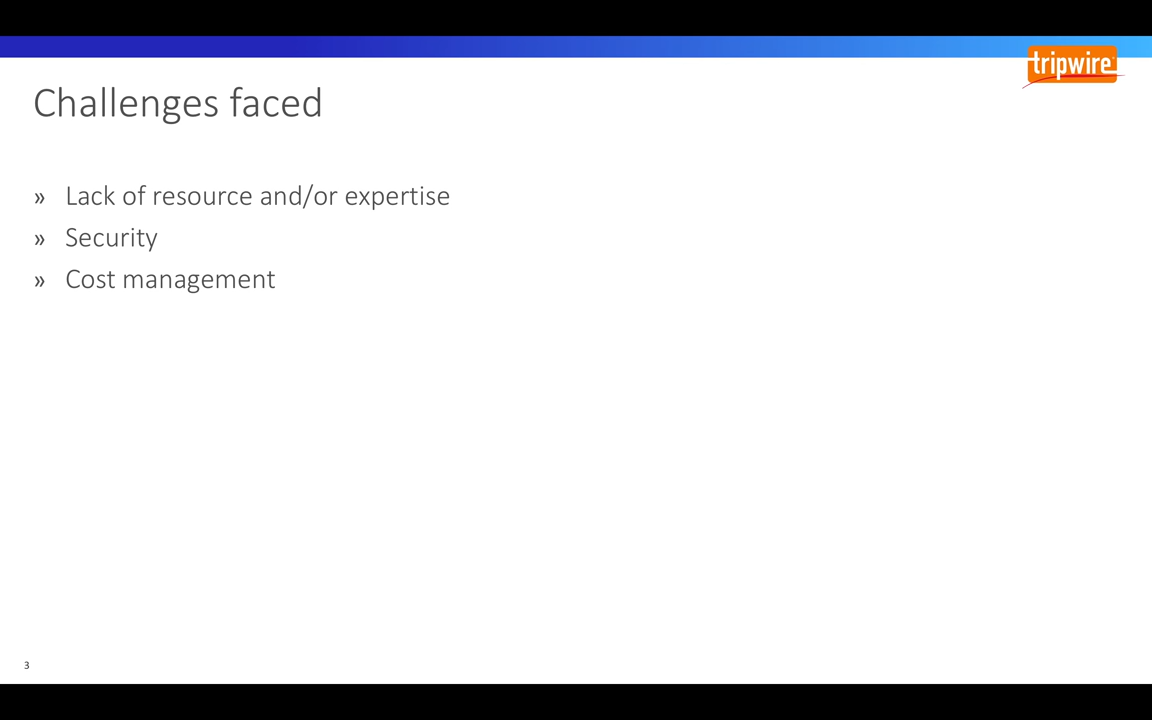 tripwire
Challenges faced
» Lack of resource and/or expertise
» Security
» Cost management
3